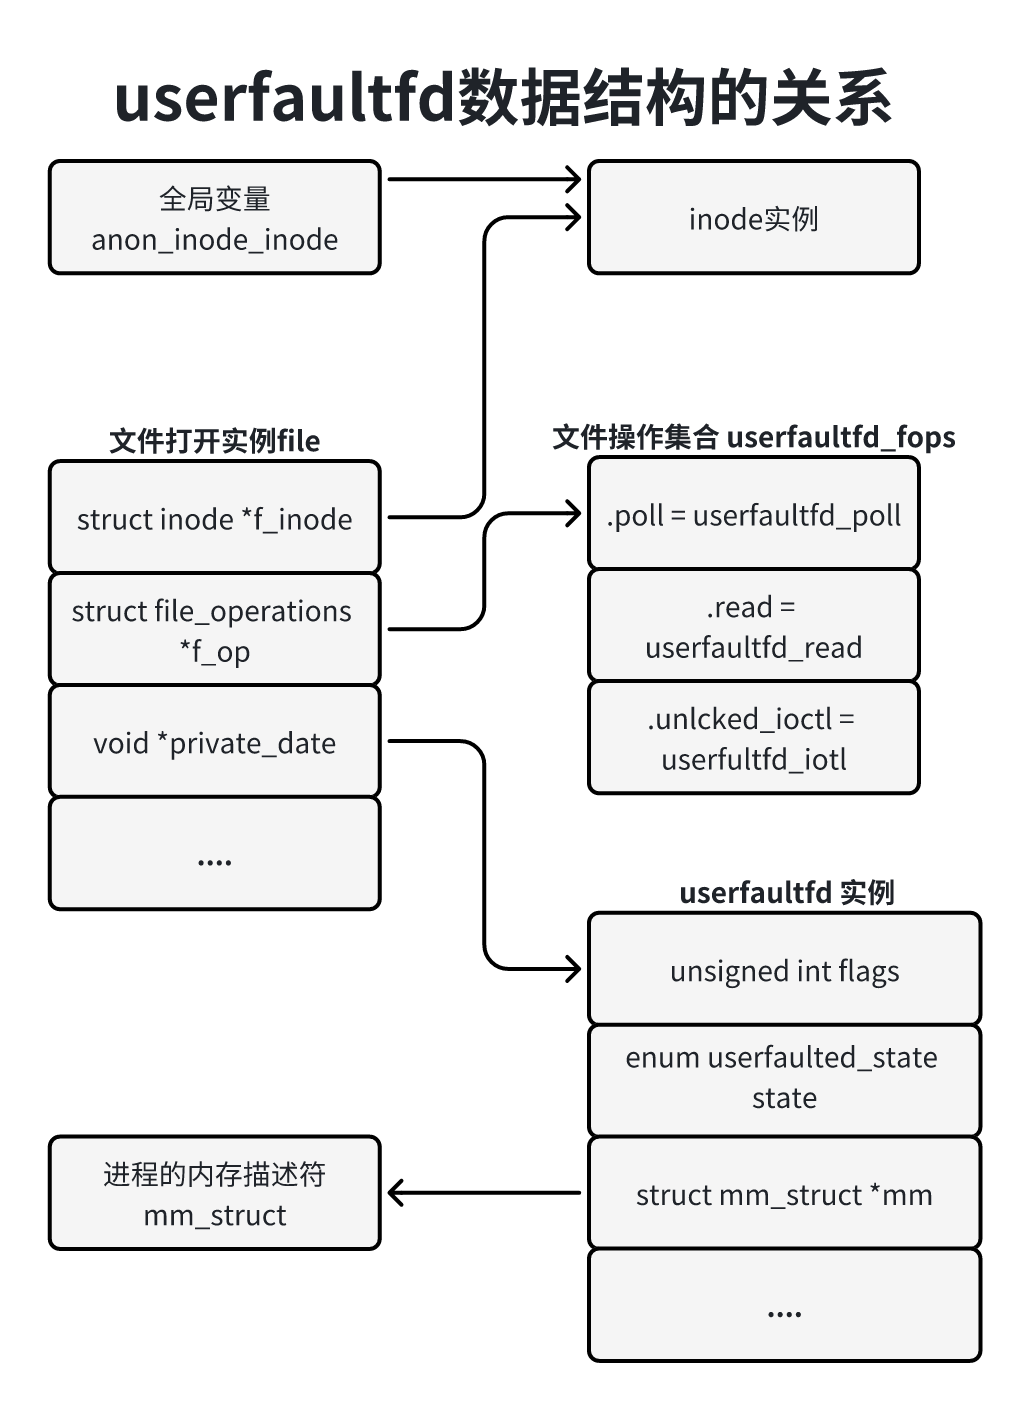 userfaultfd数据结构的关系
全局变量
anon_inode_inode
inode实例
文件打开实例file
struct inode *f_inode
struct file_operations
*f_op
void *private_date
....
文件操作集合 userfaultfd_fops
.poll = userfaultfd_poll
.read =
userfaultfd_read
.unlcked_ioctl =
userfultfd_iotl
userfaultfd 实例
unsigned int flags
enum userfaulted_state
state
struct mm_struct *mm
....
进程的内存描述符
mm_struct